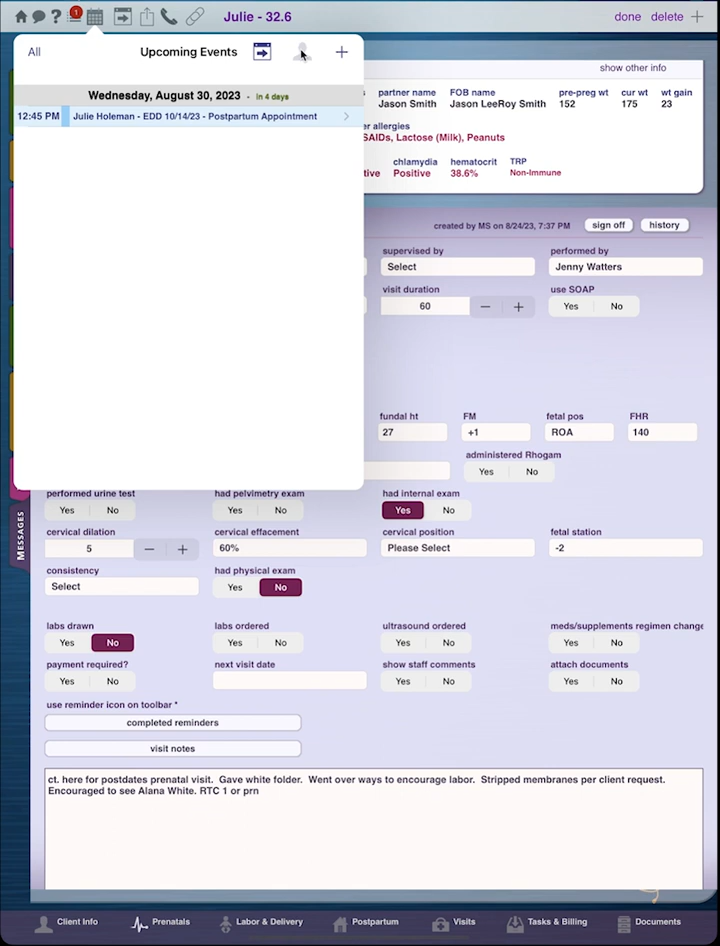 1
Julie - 32.6
done
delete
All
Upcoming Events
Wednesday, August 30, 2023 - in 4 days
12:45 PM Julie Holeman - EDD 10/14/23 - Postpartum Appointment
show other info
partner name
FOB name
pre-preg wt
cur wt
wt gain
Jason Smith
Jason LeeRoy Smith
152
175
23
allergies
Lactose (Milk), Peanuts
chlamydia
hematocrit
TRP
Positive
38.6%
Non-Immune
created by MS on 8/24/23, 7:37 PM
sign off
history
supervised by
performed by
Select
Jenny Watters
visit duration
use SOAP
60
Yes No
fundal ht
FM
fetal pos
FHR
27
+1
ROA
140
administered Rhogam
Yes No
performed urine test
had pelvimetry exam
had internal exam
Yes No
Yes No
Yes No
cervical dilation
cervical effacement
cervical position
fetal station
5
60%
Please Select
-2
consistency
had physical exam
Select
Yes No
labs drawn
labs ordered
ultrasound ordered
meds/supplements regimen change
Yes No
Yes No
Yes No
Yes No
payment required?
next visit date
show staff comments
attach documents
Yes No
Yes No
Yes No
use reminder icon on toolbar *
completed reminders
visit notes
ct. here for postdates prenatal visit. Gave white folder. Went over ways to encourage labor. Stripped membranes per client request.
Encouraged to see Alana White. RTC 1 or prn
MESSAGES
Client Info
Prenatals
Labor & Delivery
Postpartum
Visits
Tasks & Billing
Documents